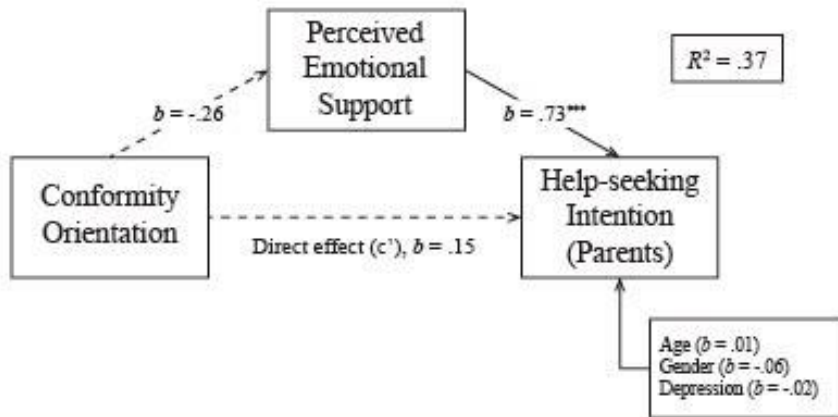 Perceived
Emotional
Support
R² = .37
b = -.26
b = .73***
Conformity
Orientation
Help-seeking
Intention
(Parents)
Direct effect (c’), b = .15
Age (b = .01)
Gender (b = -.06)
Depression (b = -.02)